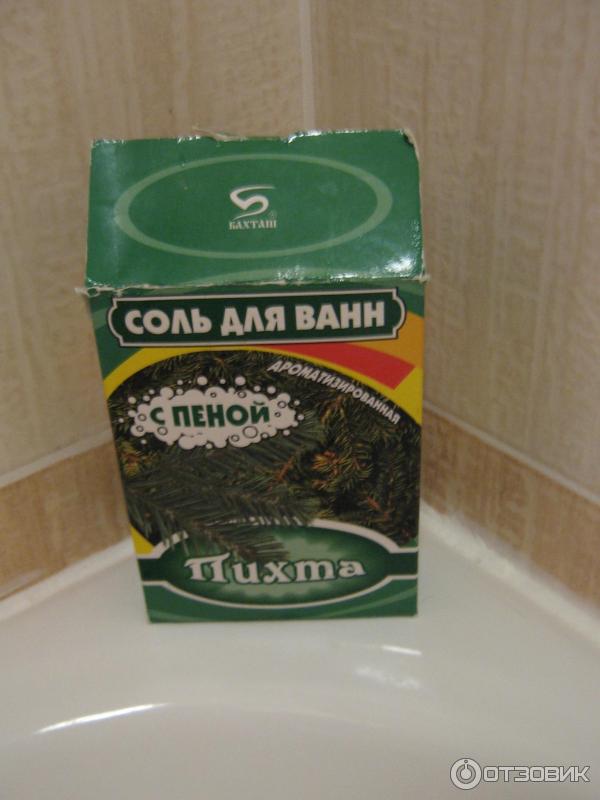 БАХТАШ
®
СОЛЬ ДЛЯ ВАНН
АРОМАТИЗИРОВАННАЯ
С ПЕНОЙ
Пихта
ОТЗОВИК